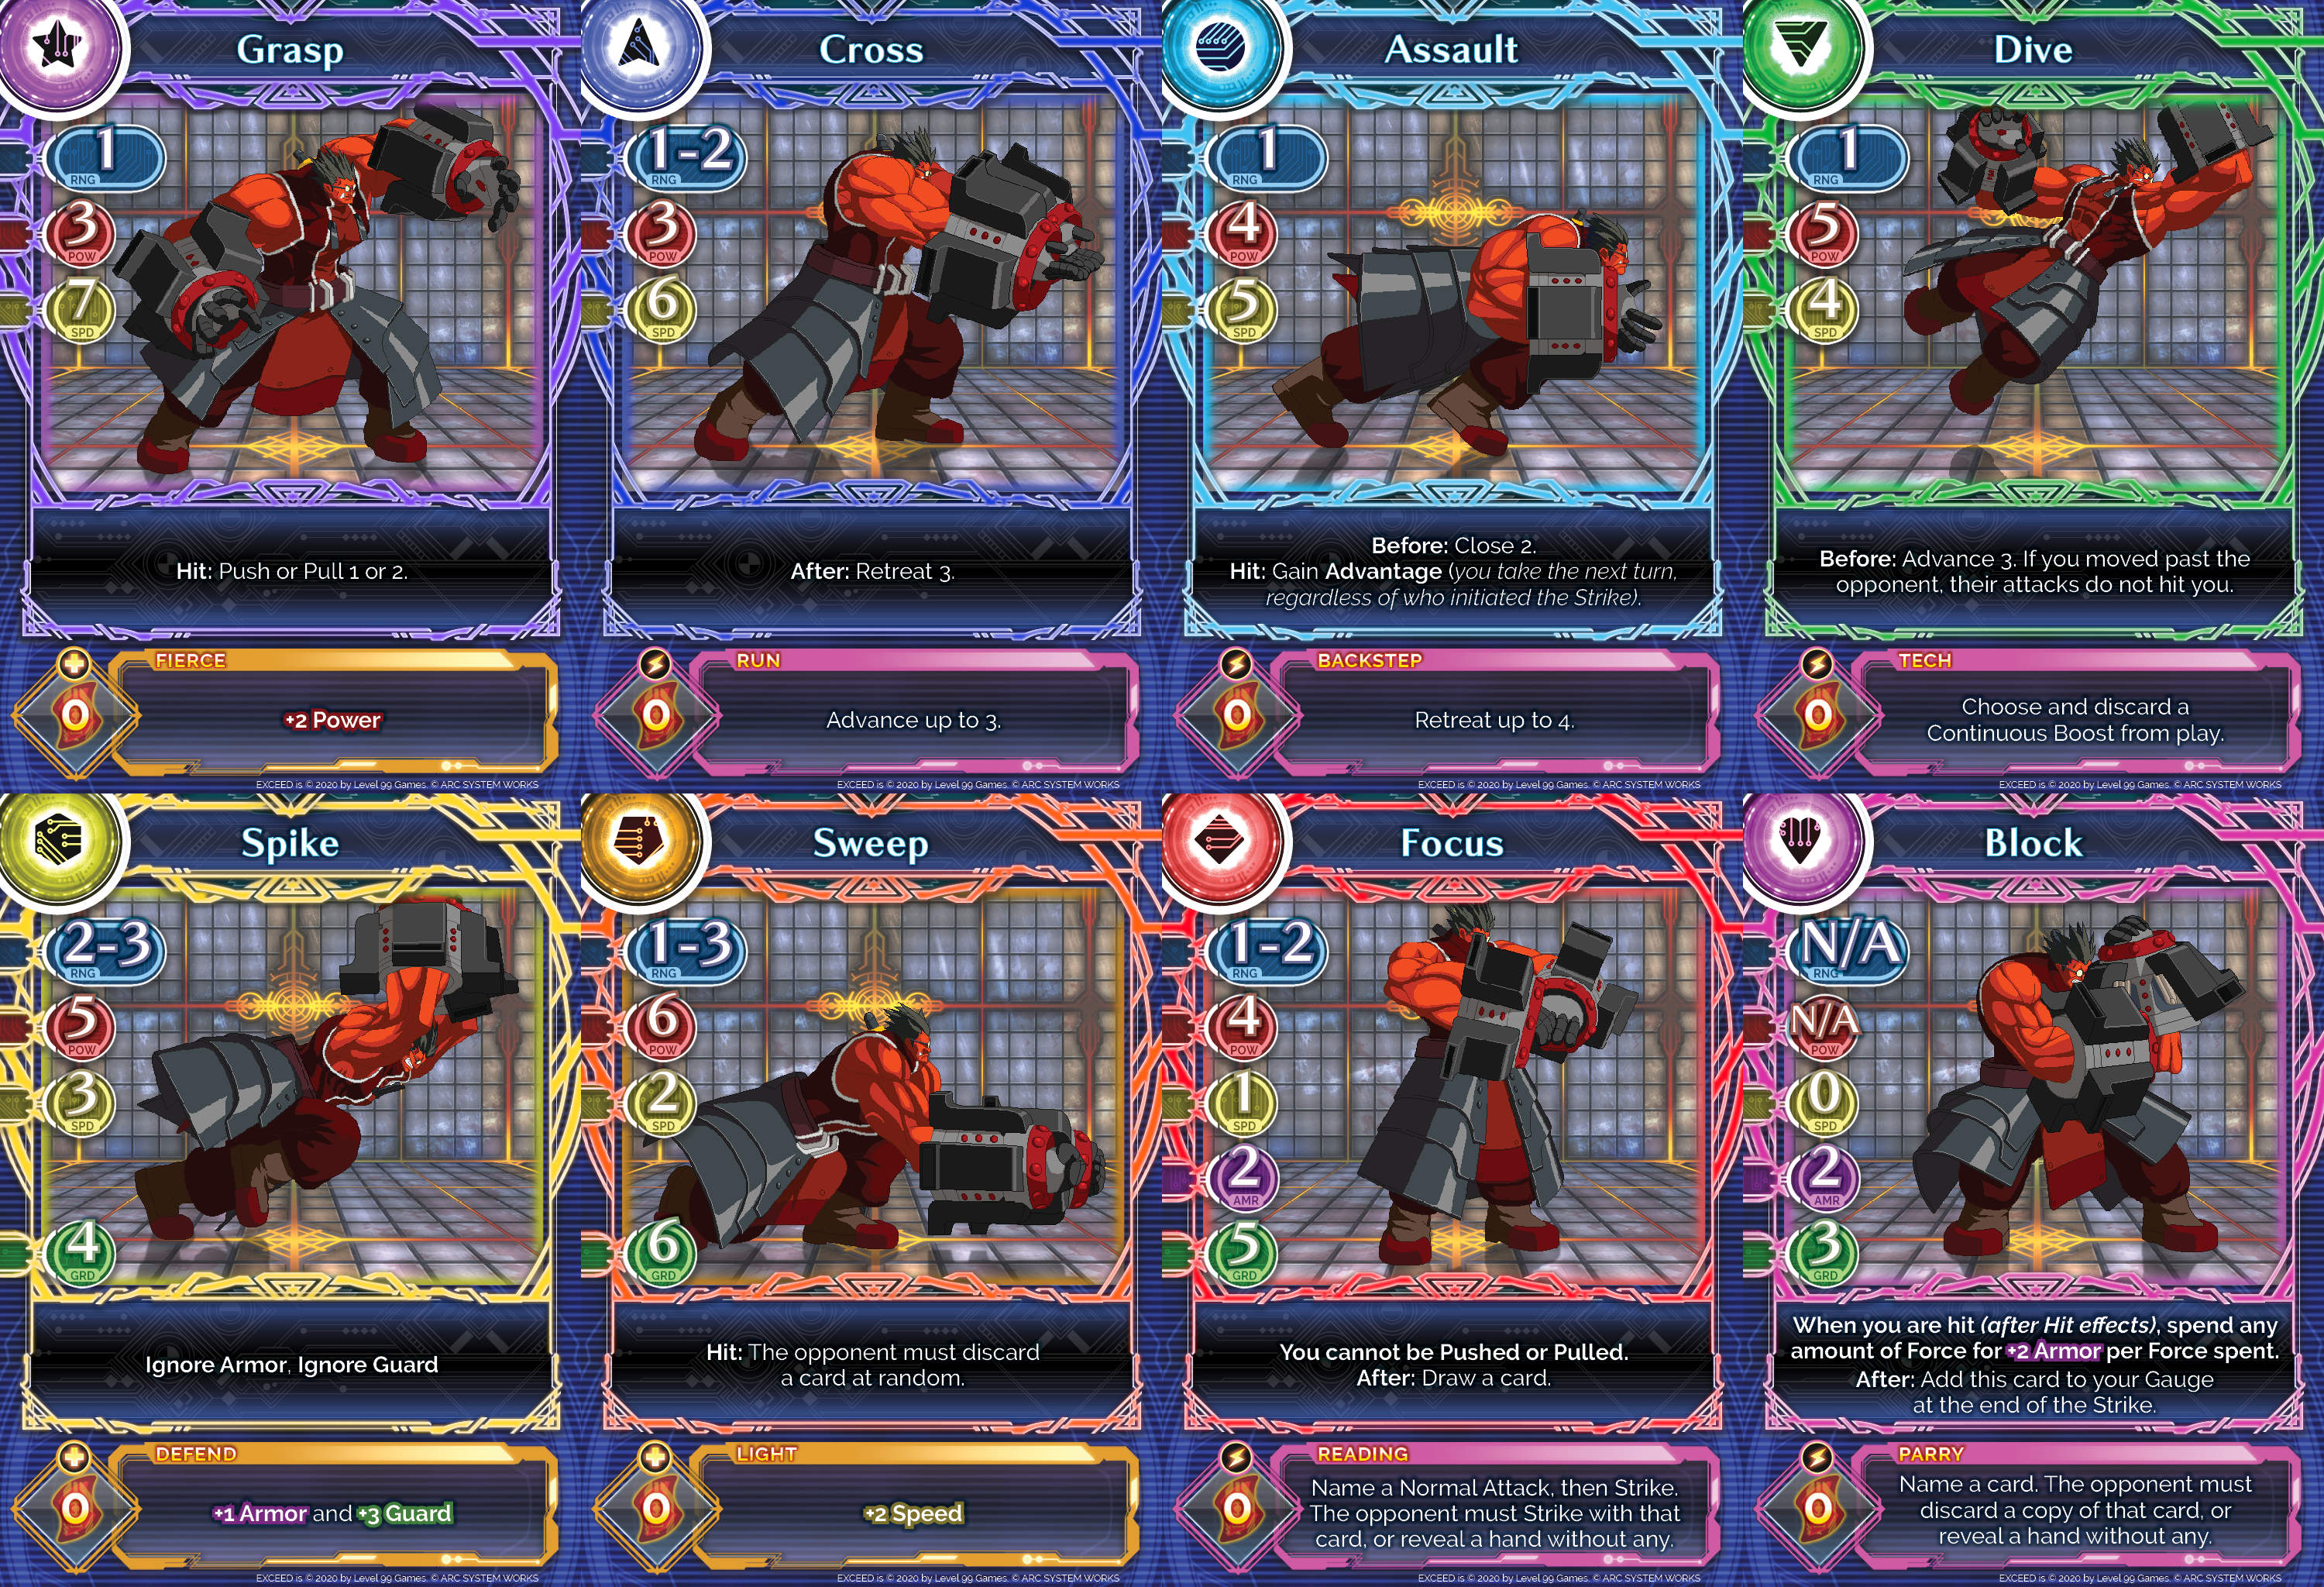 Grasp
1
RNG
3
POW
7
SPD
Hit: Push or Pull 1 or 2.
FIERCE
0
+2 Power
EXCEED is © 2020 by Level 99 Games. © ARC SYSTEM WORKS
Cross
1-2
RNG
3
POW
6
SPD
After: Retreat 3.
RUN
0
Advance up to 3.
EXCEED is © 2020 by Level 99 Games. © ARC SYSTEM WORKS
Assault
1
RNG
4
POW
5
SPD
Before: Close 2.
Hit: Gain Advantage (you take the next turn,
regardless of who initiated the Strike).
BACKSTEP
0
Retreat up to 4.
EXCEED is © 2020 by Level 99 Games. © ARC SYSTEM WORKS
Dive
1
RNG
5
POW
4
SPD
Before: Advance 3. If you moved past the
opponent, their attacks do not hit you.
TECH
0
Choose and discard a
Continuous Boost from play.
EXCEED is © 2020 by Level 99 Games. © ARC SYSTEM WORKS
Spike
2-3
RNG
5
POW
3
SPD
4
GRD
Ignore Armor, Ignore Guard
DEFEND
0
+1 Armor and +3 Guard
EXCEED is © 2020 by Level 99 Games. © ARC SYSTEM WORKS
Sweep
1-3
RNG
6
POW
2
SPD
6
GRD
Hit: The opponent must discard
a card at random.
LIGHT
0
+2 Speed
EXCEED is © 2020 by Level 99 Games. © ARC SYSTEM WORKS
Focus
1-2
RNG
4
POW
1
SPD
2
AMR
5
GRD
You cannot be Pushed or Pulled.
After: Draw a card.
READING
0
Name a Normal Attack, then Strike.
The opponent must Strike with that
card, or reveal a hand without any.
EXCEED is © 2020 by Level 99 Games. © ARC SYSTEM WORKS
Block
N/A
RNG
N/A
POW
0
SPD
2
AMR
3
GRD
When you are hit (after Hit effects), spend any
amount of Force for +2 Armor per Force spent.
After: Add this card to your Gauge
at the end of the Strike.
PARRY
0
Name a card. The opponent must
discard a copy of that card, or
reveal a hand without any.
EXCEED is © 2020 by Level 99 Games. © ARC SYSTEM WORKS